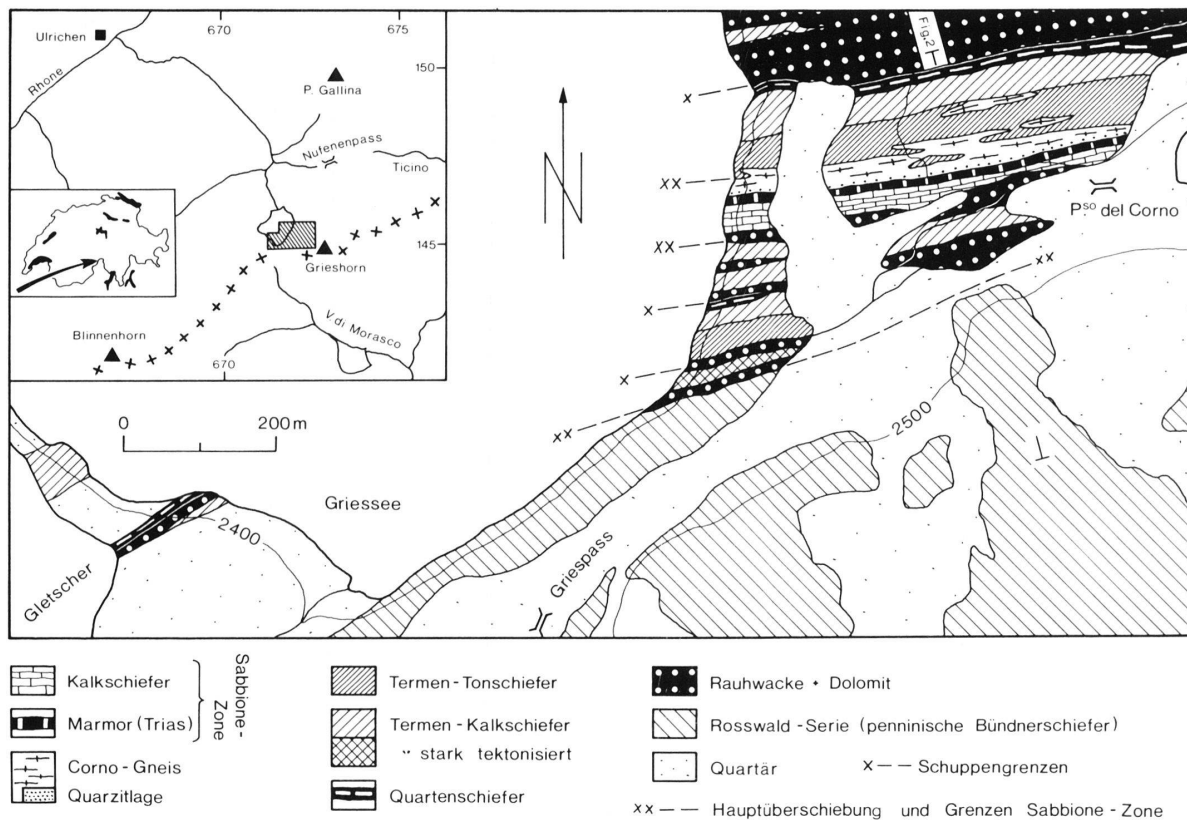 670
675
Ulrichen
Rhone
150
P. Gallina
Nufenenpass
Ticino
145
Grieshorn
Blinnenhorn
V. di Morasco
670
0 200m
N
Fig. 2
x
xx
xx
x
x
xx
xx
P.so del Corno
2500
2400
Griessee
Gletscher
Griespass
Kalkschiefer
Marmor (Trias)
Sabbione-
Zone
Corno-Gneis
Quarzitlage
Termen-Tonschiefer
Termen-Kalkschiefer
" stark tektonisiert
Quartenschiefer
Rauhwacke + Dolomit
Rosswald-Serie (penninische Bündnerschiefer)
Quartär
x — — Schuppengrenzen
xx — — Hauptüberschiebung und Grenzen Sabbione-Zone